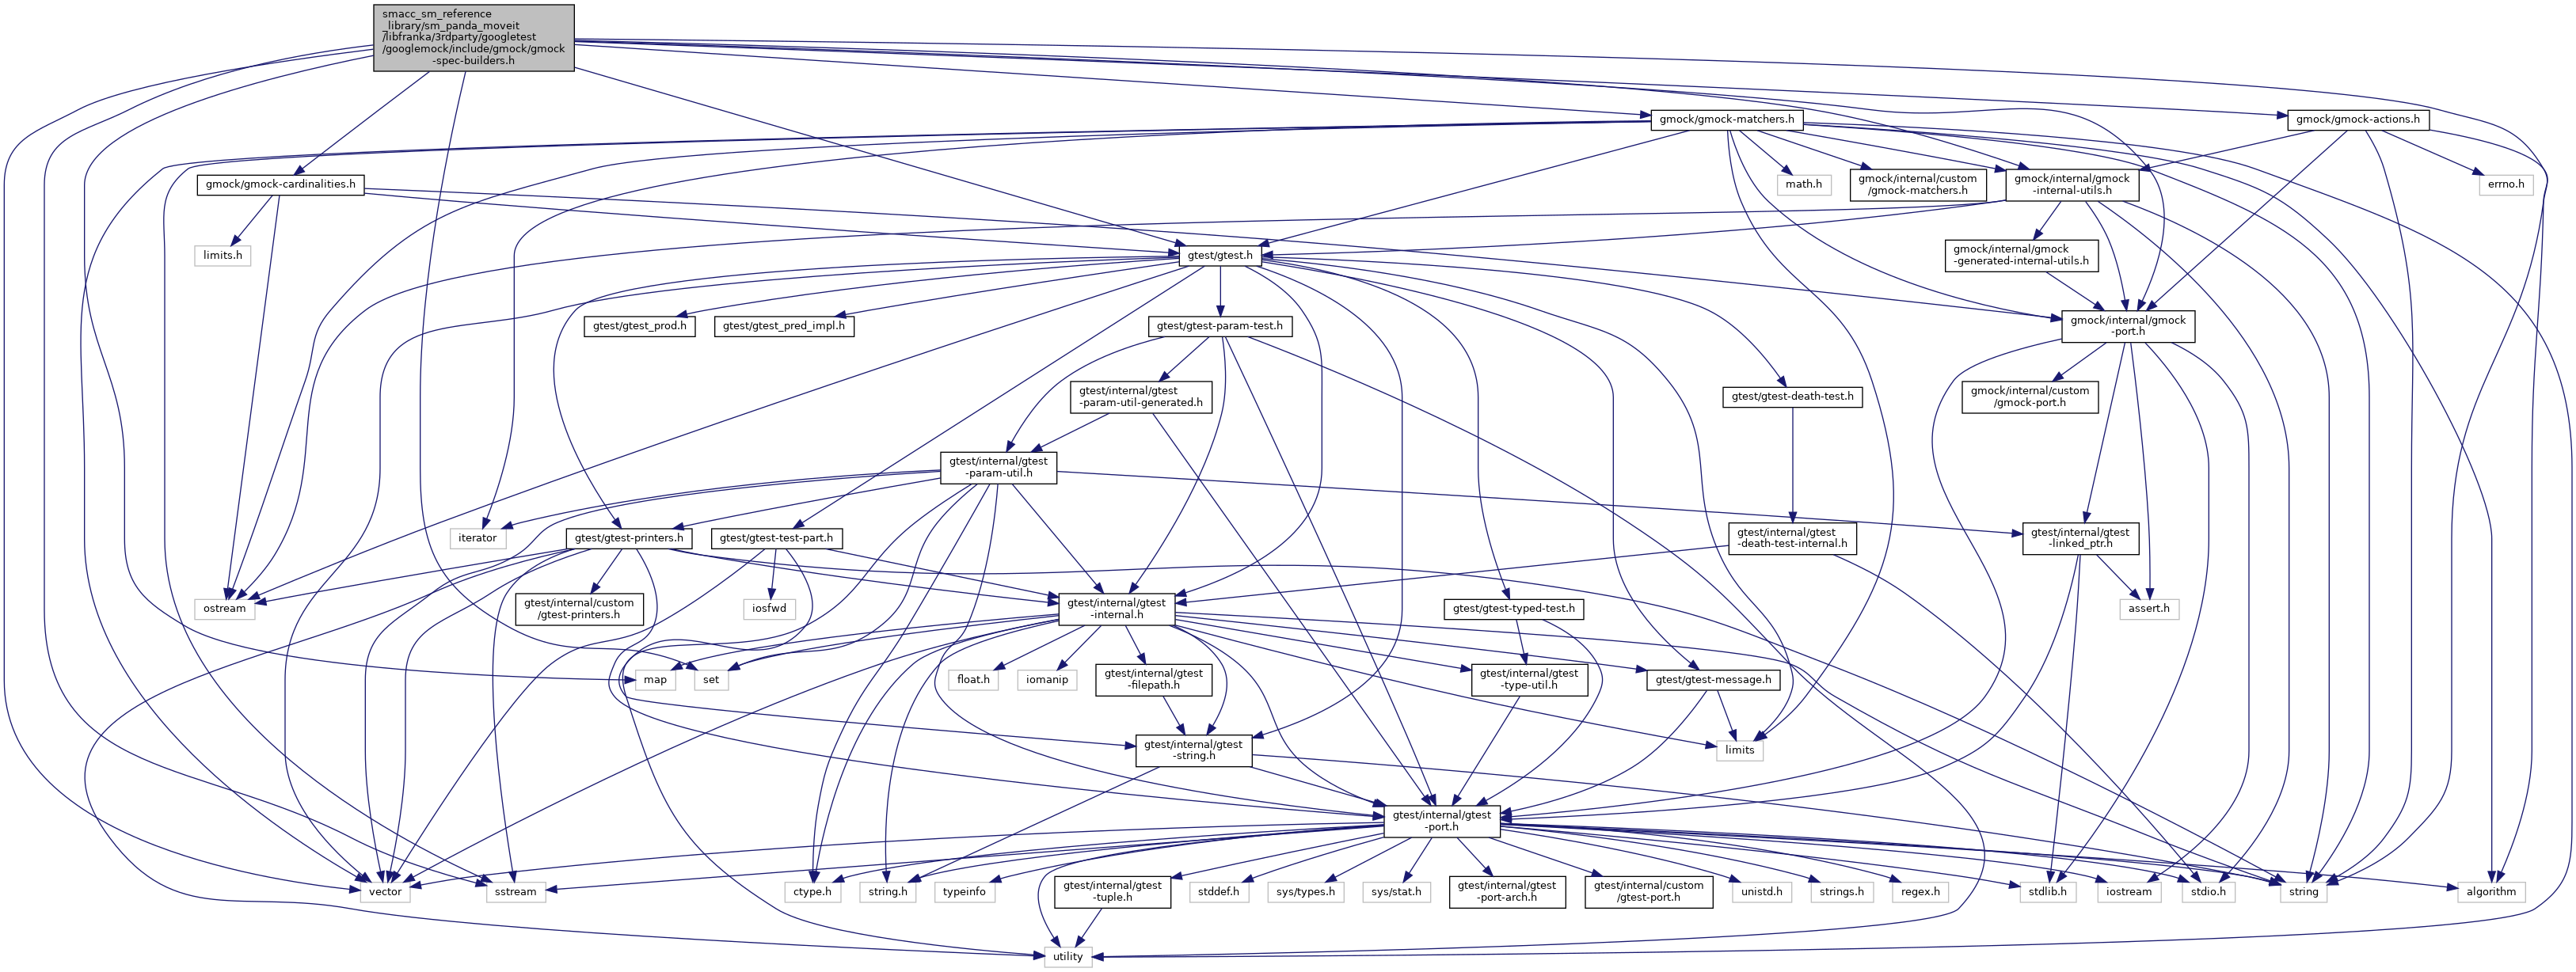 smacc_sm_reference
_library/sm_panda_moveit
/libfranka/3rdparty/googletest
/googlemock/include/gmock/gmock
-spec-builders.h
gmock/gmock-matchers.h
gmock/gmock-actions.h
gmock/gmock-cardinalities.h
math.h
gmock/internal/custom
/gmock-matchers.h
gmock/internal/gmock
-internal-utils.h
errno.h
limits.h
gtest/gtest.h
gmock/internal/gmock
-generated-internal-utils.h
gtest/gtest_prod.h
gtest/gtest_pred_impl.h
gtest/gtest-param-test.h
gmock/internal/gmock
-port.h
gtest/internal/gtest
-param-util-generated.h
gtest/gtest-death-test.h
gmock/internal/custom
/gmock-port.h
gtest/internal/gtest
-param-util.h
iterator
gtest/gtest-printers.h
gtest/gtest-test-part.h
gtest/internal/gtest
-death-test-internal.h
gtest/internal/gtest
-linked_ptr.h
ostream
gtest/internal/custom
/gtest-printers.h
iosfwd
gtest/internal/gtest
-internal.h
gtest/gtest-typed-test.h
assert.h
map
set
float.h
iomanip
gtest/internal/gtest
-filepath.h
gtest/internal/gtest
-type-util.h
gtest/gtest-message.h
gtest/internal/gtest
-string.h
limits
gtest/internal/gtest
-port.h
vector
sstream
ctype.h
string.h
typeinfo
gtest/internal/gtest
-tuple.h
stddef.h
sys/types.h
sys/stat.h
gtest/internal/gtest
-port-arch.h
gtest/internal/custom
/gtest-port.h
unistd.h
strings.h
regex.h
stdlib.h
iostream
stdio.h
string
algorithm
utility